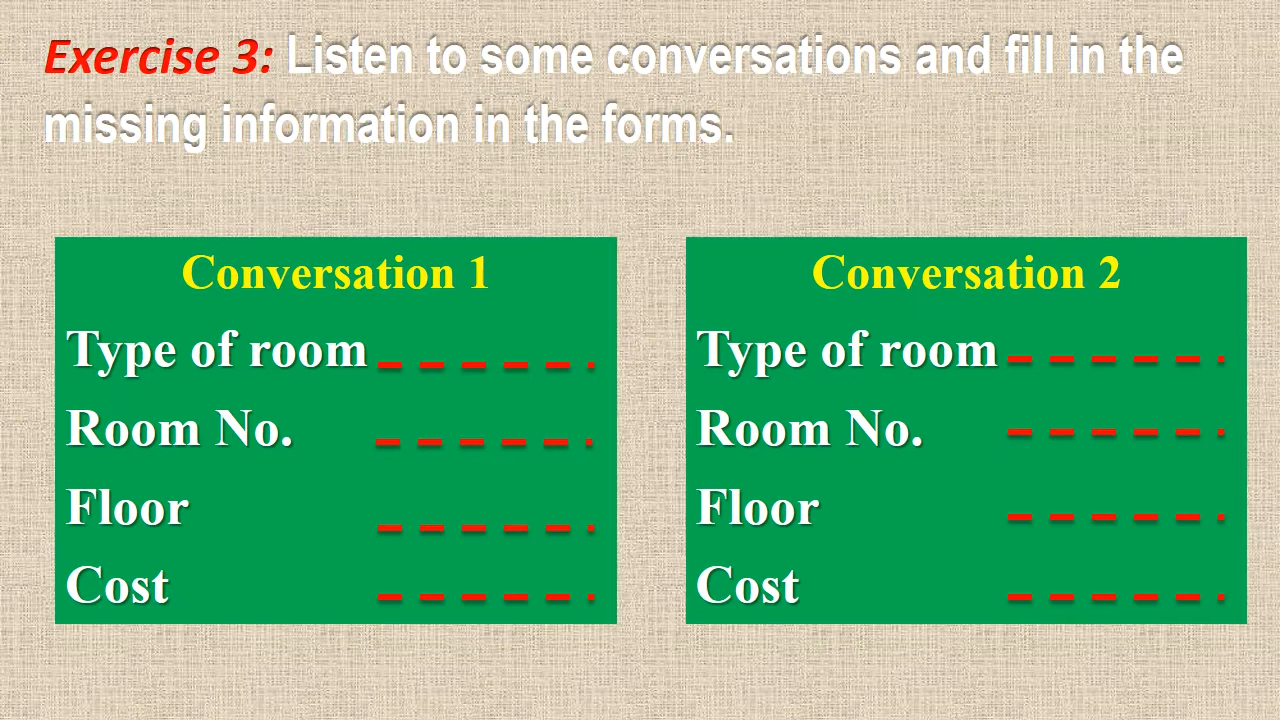 Exercise 3: Listen to some conversations and fill in the
missing information in the forms.
Conversation 1
Type of room _ _ _ _ _ .
Room No. _ _ _ _ _ .
Floor _ _ _ _ _ .
Cost _ _ _ _ _ .
Conversation 2
Type of room _ _ _ _ _ .
Room No. _ _ _ _ _ .
Floor _ _ _ _ _ .
Cost _ _ _ _ _ .